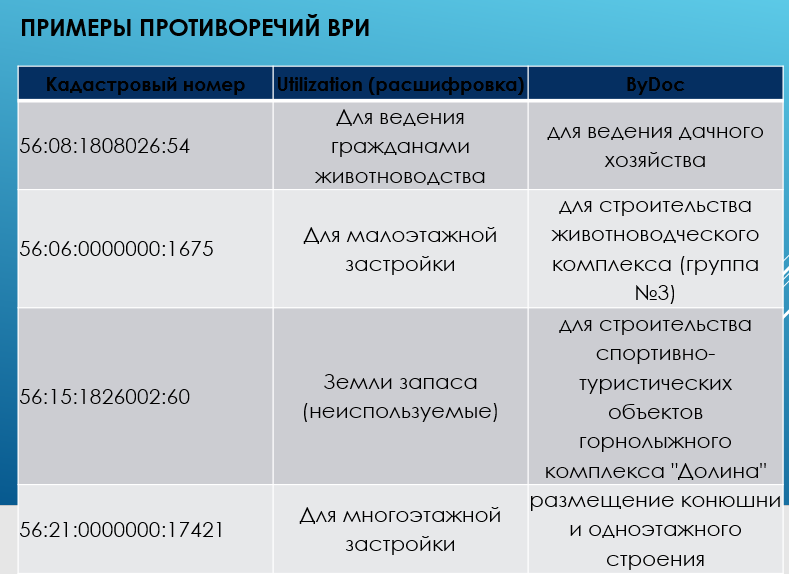 ПРИМЕРЫ ПРОТИВОРЕЧИЙ ВРИ
Кадастровый номер
Utilization (расшифровка)
ByDoc
56:08:1808026:54
Для ведения
гражданами
животноводства
для ведения дачного
хозяйства
56:06:0000000:1675
Для малоэтажной
застройки
для строительства
животноводческого
комплекса (группа
№3)
56:15:1826002:60
Земли запаса
(неиспользуемые)
для строительства
спортивно-
туристических
объектов
горнолыжного
комплекса "Долина"
56:21:0000000:17421
Для многоэтажной
застройки
размещение конюшни
и одноэтажного
строения